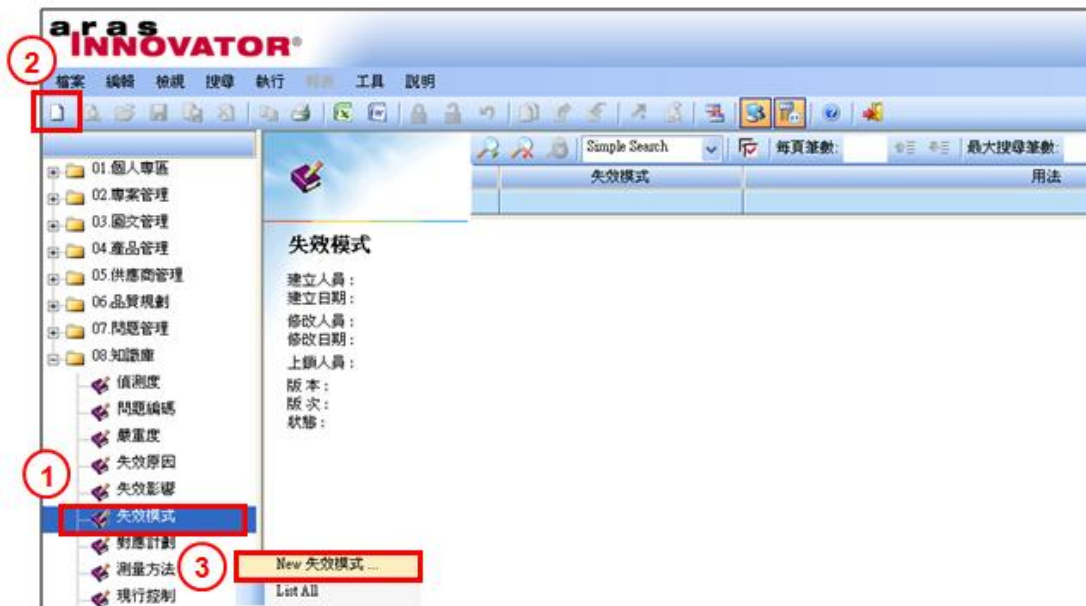 aras
INNOVATOR®
2
檔案 編輯 檢視 搜尋 執行 工具 說明
Simple Search 每頁筆數: 最大搜尋筆數:
失效模式 用法
01.個人專區
02.專案管理
03.圖文管理
04.產品管理
05.供應商管理
06.品質規劃
07.問題管理
08.知識庫
偵測度
問題編碼
嚴重度
失效原因
失效影響
1
失效模式
對應計劃
測量方法
現行控制
失效模式
建立人員:
建立日期:
修改人員:
修改日期:
上鎖人員:
版本:
版次:
狀態:
3
New 失效模式 ...
List All